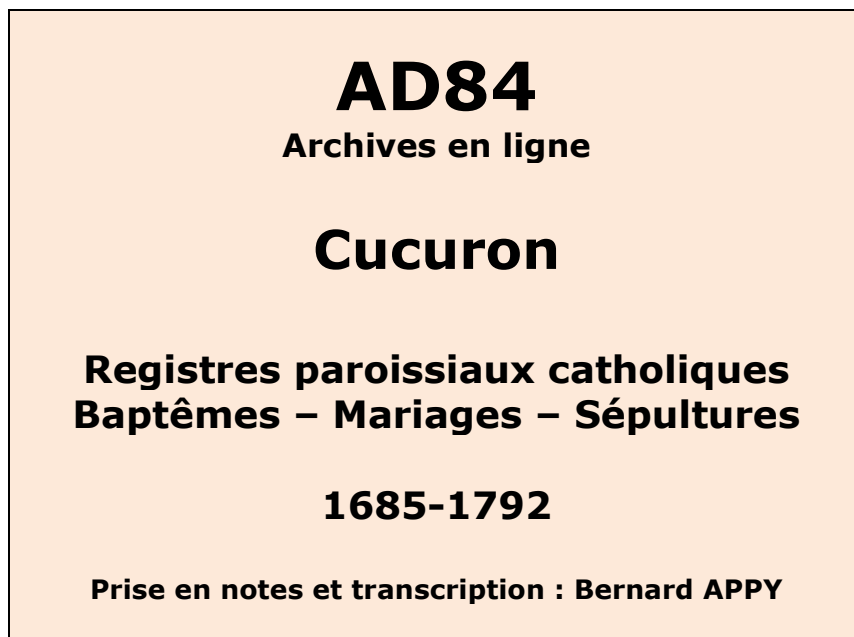 AD84
Archives en ligne
Cucuron
Registres paroissiaux catholiques
Baptêmes – Mariages – Sépultures
1685-1792
Prise en notes et transcription : Bernard APPY